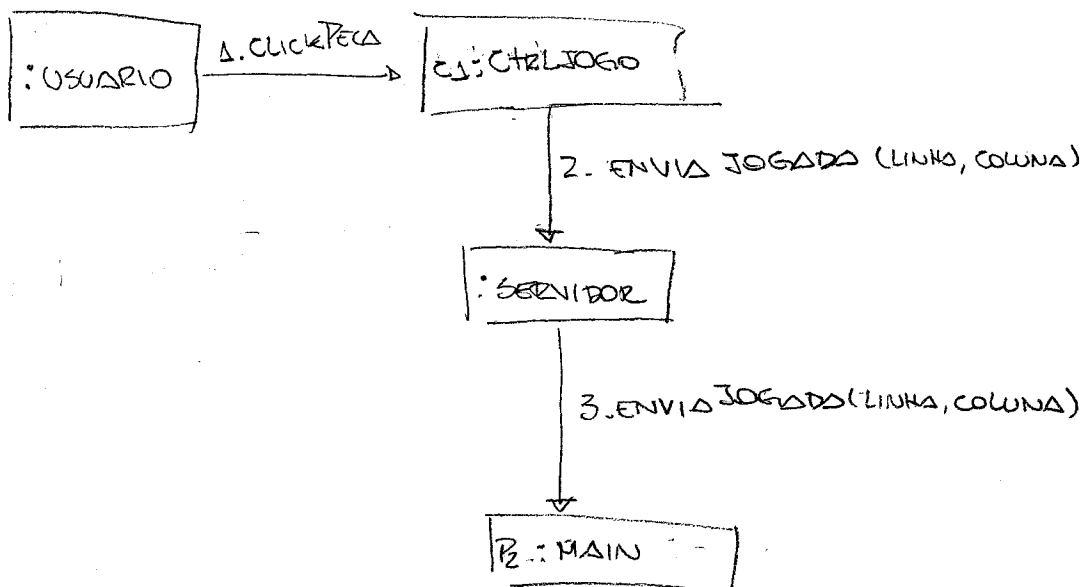 : USUARIO
1. CLICKPECA
C1: CTRLJOGO
2. ENVIA JOGADA (LINHA, COLUNA)
: SERVIDOR
3. ENVIA JOGADA (LINHA, COLUNA)
P2 : MAIN